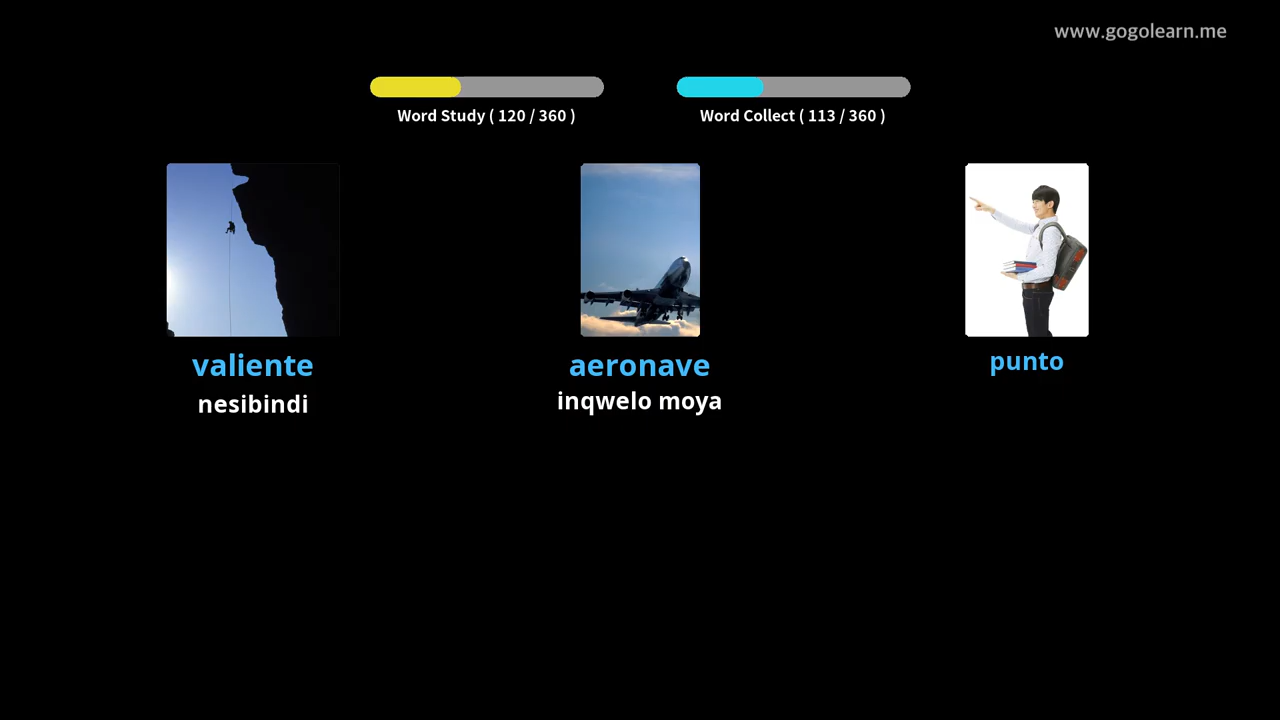 www.gogolearn.me
Word Study ( 120 / 360 )
Word Collect ( 113 / 360 )
valiente
nesibindi
aeronave
inqwelo moya
punto